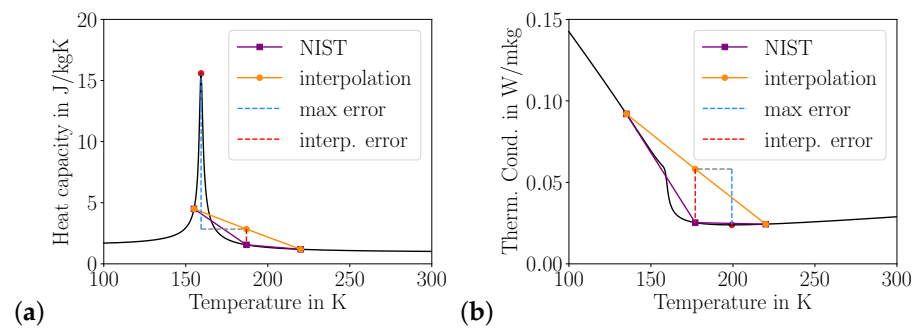 20
15
10
5
0
100 150 200 250 300
Heat capacity in J/kgK
Temperature in K
NIST
interpolation
max error
interp. error
(a)
0.15
0.10
0.05
0.00
100 150 200 250 300
Therm. Cond. in W/mkg
Temperature in K
NIST
interpolation
max error
interp. error
(b)